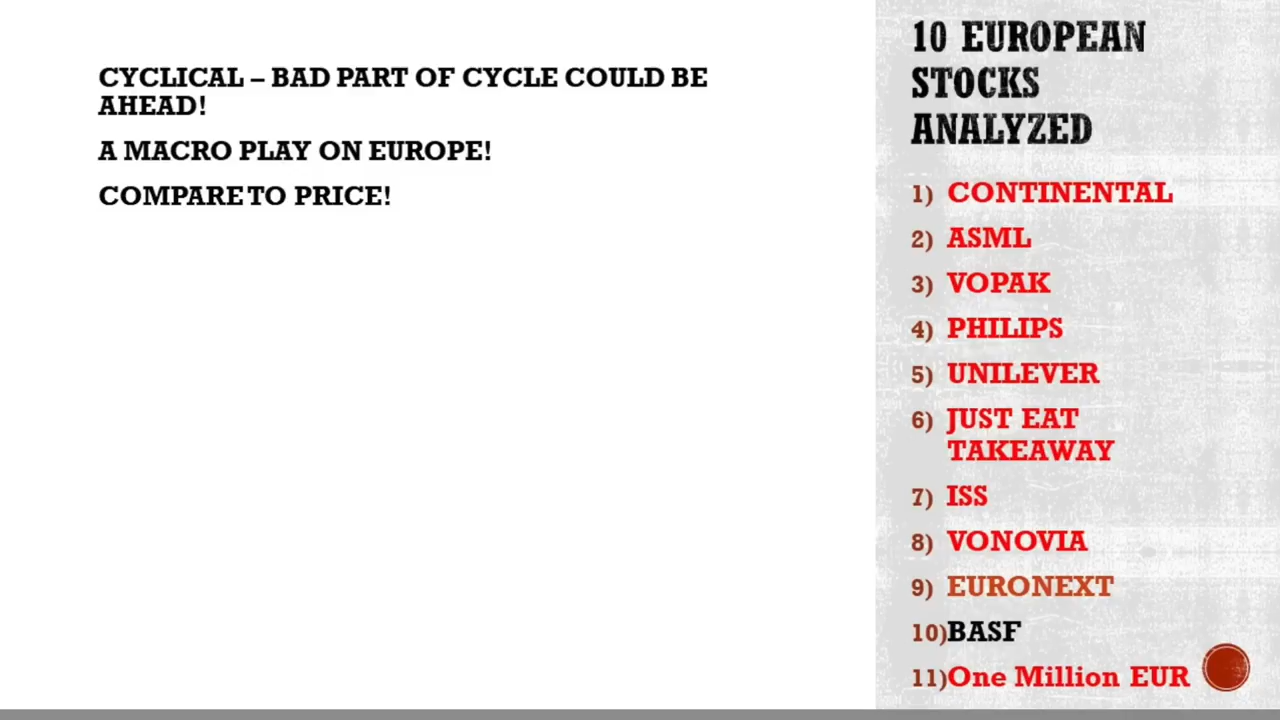 CYCLICAL – BAD PART OF CYCLE COULD BE
AHEAD!
A MACRO PLAY ON EUROPE!
COMPARE TO PRICE!
10 EUROPEAN
STOCKS
ANALYZED
1) CONTINENTAL
2) ASML
3) VOPAK
4) PHILIPS
5) UNILEVER
6) JUST EAT
TAKEAWAY
7) ISS
8) VONOVIA
9) EURONEXT
10)BASF
11)One Million EUR